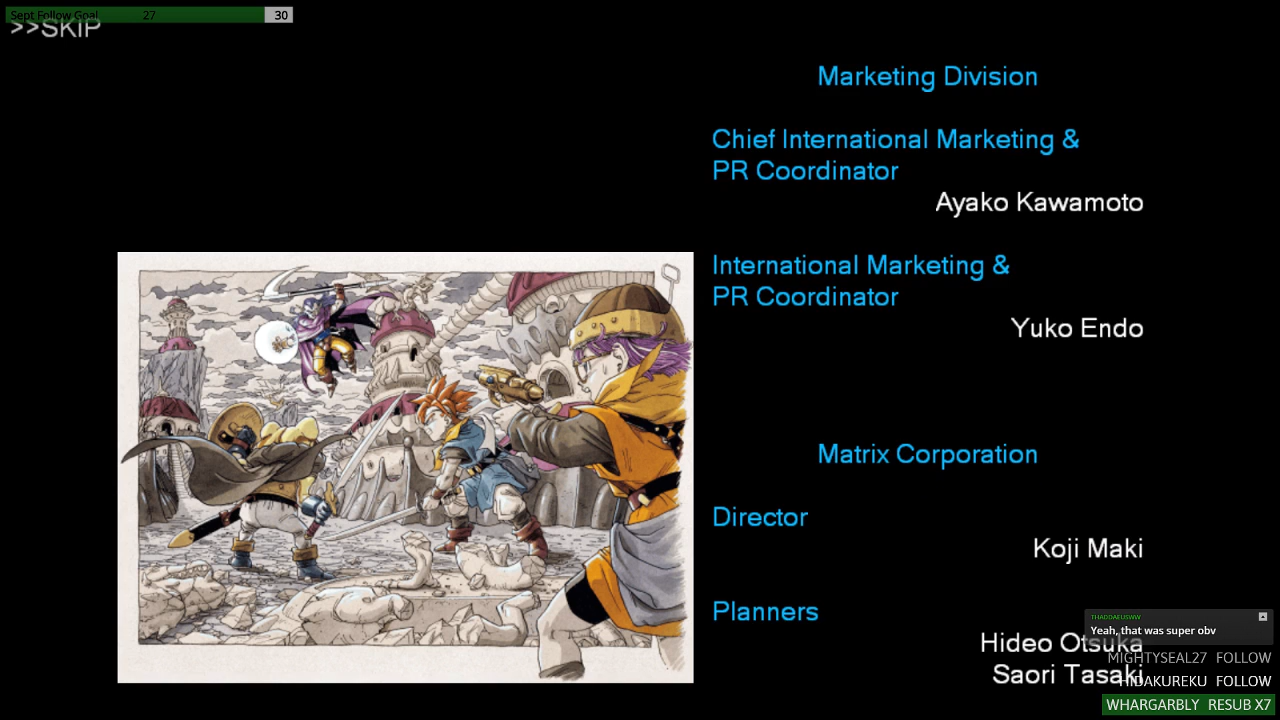 Sept Follow Goal 27 30
>>SKIP
Marketing Division
Chief International Marketing &
PR Coordinator
Ayako Kawamoto
International Marketing &
PR Coordinator
Yuko Endo
Matrix Corporation
Director
Koji Maki
Planners
Hideo Otsuka
Saori Tasaki
THADDAEUSWW
Yeah, that was super obv
MIGHTYSEAL27 FOLLOW
HIDAKUREKU FOLLOW
WHARGARBLY RESUB X7